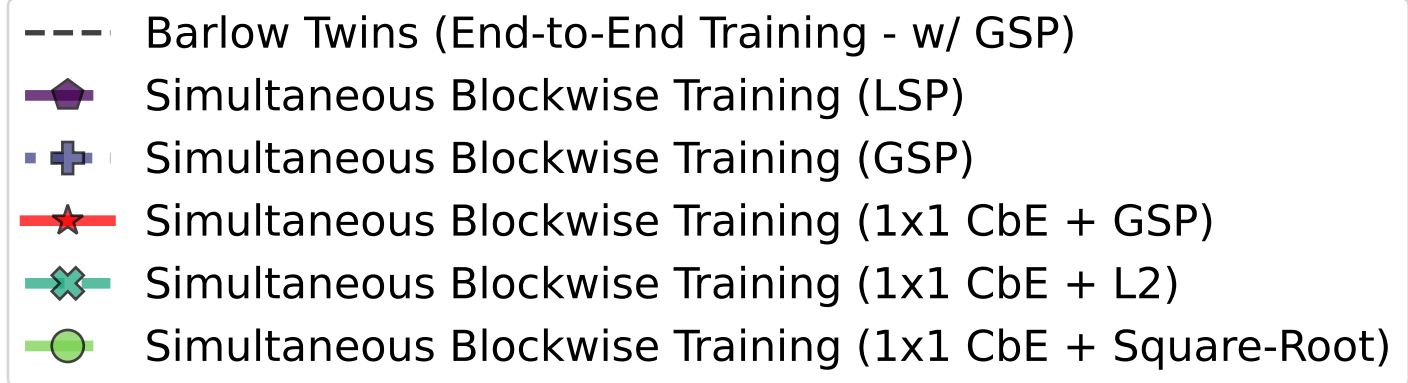 Barlow Twins (End-to-End Training - w/ GSP)
Simultaneous Blockwise Training (LSP)
Simultaneous Blockwise Training (GSP)
Simultaneous Blockwise Training (1x1 CbE + GSP)
Simultaneous Blockwise Training (1x1 CbE + L2)
Simultaneous Blockwise Training (1x1 CbE + Square-Root)